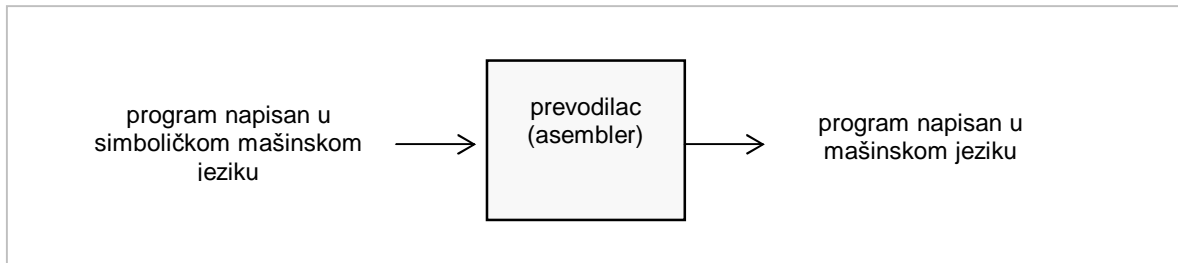 program napisan u
simboličkom mašinskom
jeziku
prevodilac
(asembler)
program napisan u
mašinskom jeziku